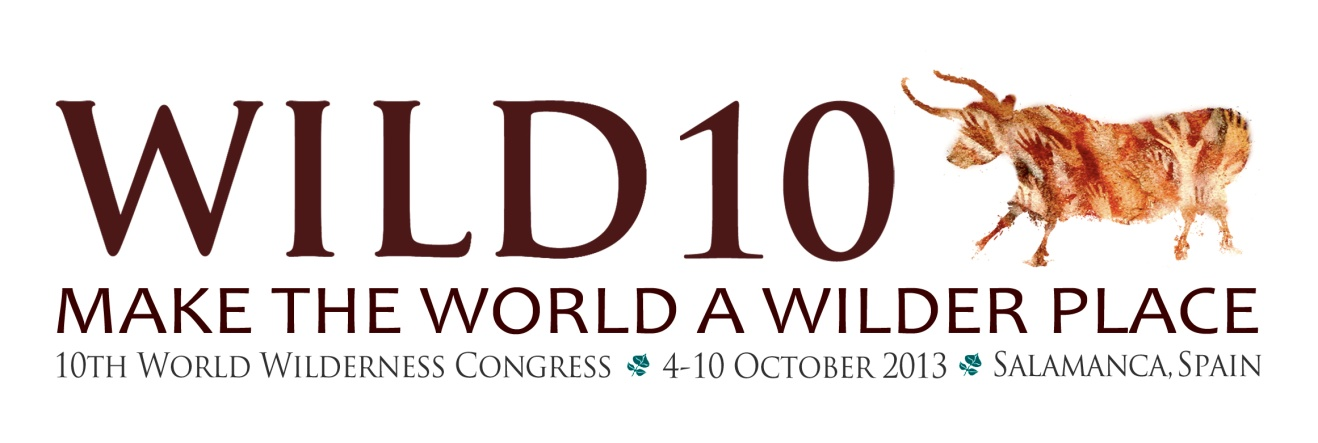 WILD10
MAKE THE WORLD A WILDER PLACE
10TH WORLD WILDERNESS CONGRESS 4-10 OCTOBER 2013 SALAMANCA, SPAIN